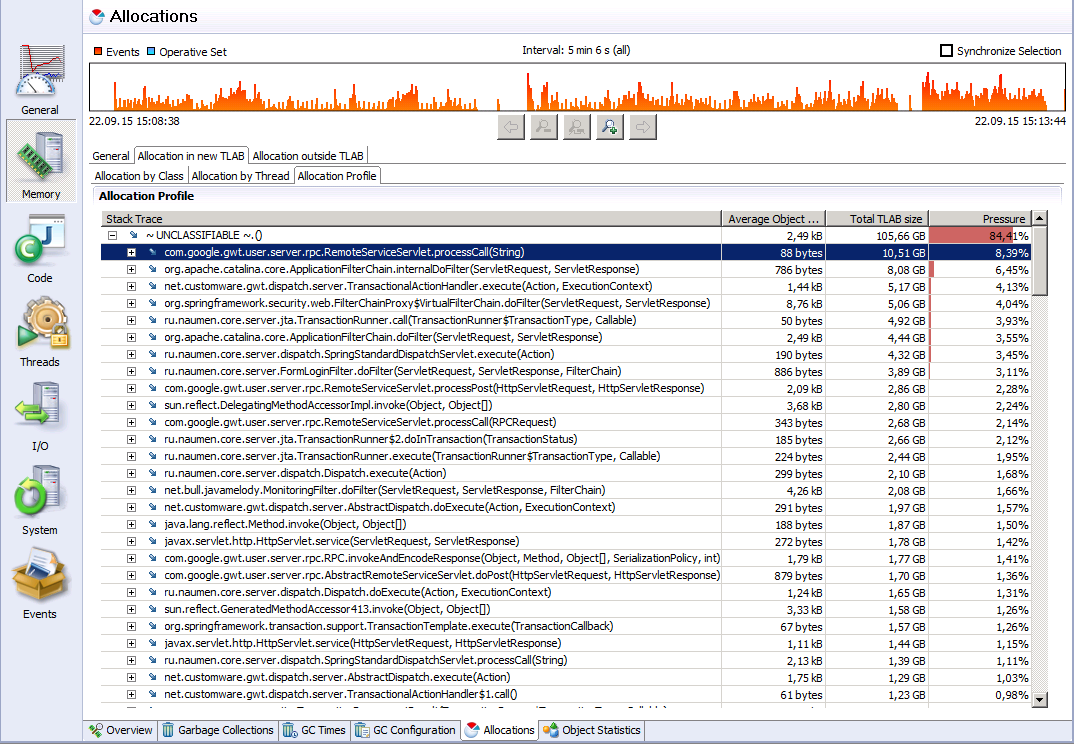 Allocations
Events Operative Set Interval: 5 min 6 s (all) Synchronize Selection
22.09.15 15:08:38 22.09.15 15:13:44
General Allocation in new TLAB Allocation outside TLAB
Allocation by Class Allocation by Thread Allocation Profile
Allocation Profile
Stack Trace Average Object ... Total TLAB size Pressure
~UNCLASSIFIABLE ~.() 2,49 kB 105,66 GB 84,41%
com.google.gwt.user.server.rpc.RemoteServiceServlet.processCall(String) 88 bytes 10,51 GB 8,39%
org.apache.catalina.core.ApplicationFilterChain.internalDoFilter(ServletRequest, ServletResponse) 786 bytes 8,08 GB 6,45%
net.customware.gwt.dispatch.server.TransactionalActionHandler.execute(Action, ExecutionContext) 1,44 kB 5,17 GB 4,13%
org.springframework.security.web.FilterChainProxy$VirtualFilterChain.doFilter(ServletRequest, ServletResponse) 8,76 kB 5,06 GB 4,04%
ru.naumen.core.server.jta.TransactionRunner.call(TransactionRunner$TransactionType, Callable) 50 bytes 4,92 GB 3,93%
org.apache.catalina.core.ApplicationFilterChain.doFilter(ServletRequest, ServletResponse) 2,49 kB 4,44 GB 3,55%
ru.naumen.core.server.dispatch.SpringStandardDispatchServlet.execute(Action) 190 bytes 4,32 GB 3,45%
ru.naumen.core.server.FormLoginFilter.doFilter(ServletRequest, ServletResponse, FilterChain) 886 bytes 3,89 GB 3,11%
com.google.gwt.user.server.rpc.RemoteServiceServlet.processPost(HttpServletRequest, HttpServletResponse) 2,09 kB 2,86 GB 2,28%
sun.reflect.DelegatingMethodAccessorImpl.invoke(Object, Object[]) 3,68 kB 2,80 GB 2,24%
com.google.gwt.user.server.rpc.RemoteServiceServlet.processCall(RPCRequest) 343 bytes 2,68 GB 2,14%
ru.naumen.core.server.jta.TransactionRunner$2.doInTransaction(TransactionStatus) 185 bytes 2,66 GB 2,12%
ru.naumen.core.server.jta.TransactionRunner.execute(TransactionRunner$TransactionType, Callable) 224 bytes 2,44 GB 1,95%
ru.naumen.core.server.dispatch.Dispatch.execute(Action) 299 bytes 2,10 GB 1,68%
net.bull.javamelody.MonitoringFilter.doFilter(ServletRequest, ServletResponse, FilterChain) 4,26 kB 2,08 GB 1,66%
net.customware.gwt.dispatch.server.AbstractDispatch.doExecute(Action, ExecutionContext) 291 bytes 1,97 GB 1,57%
java.lang.reflect.Method.invoke(Object, Object[]) 188 bytes 1,87 GB 1,50%
javax.servlet.http.HttpServlet.service(ServletRequest, ServletResponse) 272 bytes 1,78 GB 1,42%
com.google.gwt.user.server.rpc.RPC.invokeAndEncodeResponse(Object, Method, Object[], SerializationPolicy, int) 1,79 kB 1,77 GB 1,41%
com.google.gwt.user.server.rpc.AbstractRemoteServiceServlet.doPost(HttpServletRequest, HttpServletResponse) 879 bytes 1,70 GB 1,36%
ru.naumen.core.server.dispatch.Dispatch.doExecute(Action, ExecutionContext) 1,24 kB 1,65 GB 1,31%
sun.reflect.GeneratedMethodAccessor413.invoke(Object, Object[]) 3,33 kB 1,58 GB 1,26%
org.springframework.transaction.support.TransactionTemplate.execute(TransactionCallback) 67 bytes 1,57 GB 1,26%
javax.servlet.http.HttpServlet.service(HttpServletRequest, HttpServletResponse) 1,11 kB 1,44 GB 1,15%
ru.naumen.core.server.dispatch.SpringStandardDispatchServlet.processCall(String) 2,13 kB 1,39 GB 1,11%
net.customware.gwt.dispatch.server.AbstractDispatch.execute(Action) 1,75 kB 1,29 GB 1,03%
net.customware.gwt.dispatch.server.TransactionalActionHandler$1.call() 61 bytes 1,23 GB 0,98%
General
Memory
Code
Threads
I/O
System
Events
Overview Garbage Collections GC Times GC Configuration Allocations Object Statistics